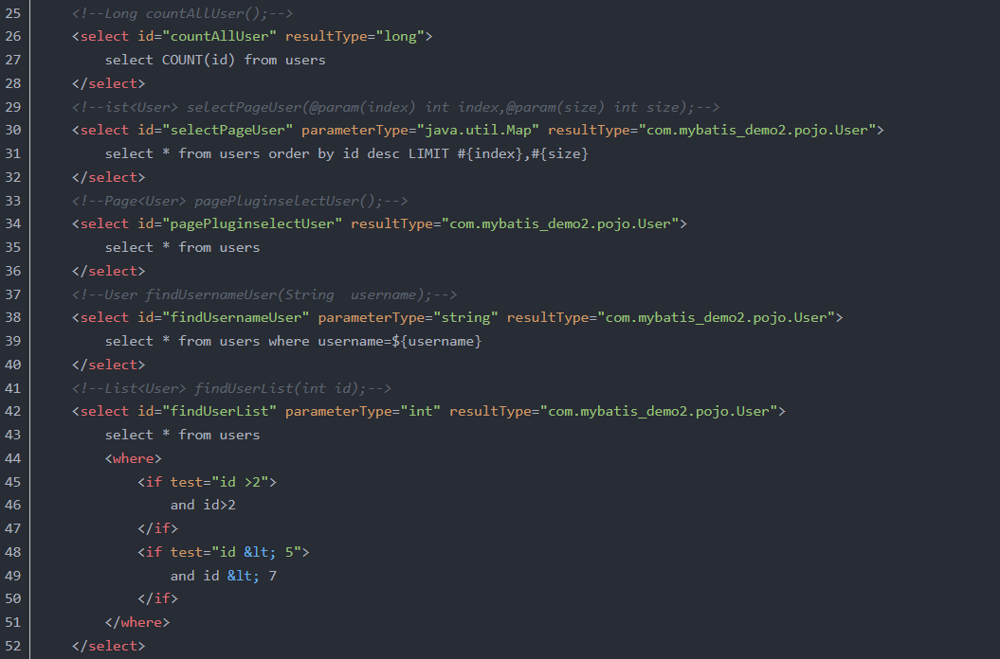 25 <!--Long countAllUser();-->
26 <select id="countAllUser" resultType="long">
27 select COUNT(id) from users
28 </select>
29 <!--ist<User> selectPageUser(@param(index) int index,@param(size) int size);-->
30 <select id="selectPageUser" parameterType="java.util.Map" resultType="com.mybatis_demo2.pojo.User">
31 select * from users order by id desc LIMIT #{index},#{size}
32 </select>
33 <!--Page<User> pagePluginselectUser();-->
34 <select id="pagePluginselectUser" resultType="com.mybatis_demo2.pojo.User">
35 select * from users
36 </select>
37 <!--User findUsernameUser(String  username);-->
38 <select id="findUsernameUser" parameterType="string" resultType="com.mybatis_demo2.pojo.User">
39 select * from users where username=${username}
40 </select>
41 <!--List<User> findUserList(int id);-->
42 <select id="findUserList" parameterType="int" resultType="com.mybatis_demo2.pojo.User">
43 select * from users
44 <where>
45 <if test="id >2">
46 and id>2
47 </if>
48 <if test="id &lt; 5">
49 and id &lt; 7
50 </if>
51 </where>
52 </select>